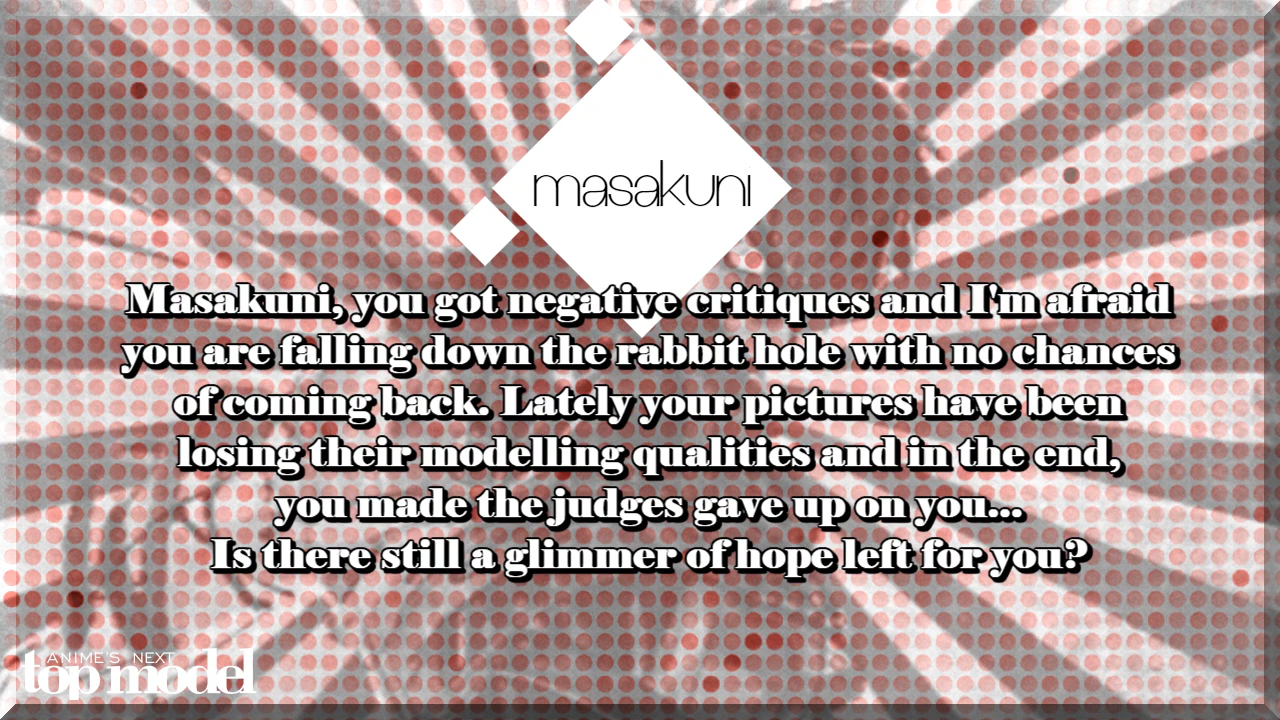 masakuni
Masakuni, you got negative critiques and I'm afraid
you are falling down the rabbit hole with no chances
of coming back. Lately your pictures have been
losing their modelling qualities and in the end,
you made the judges gave up on you...
Is there still a glimmer of hope left for you?
ANIME'S NEXT
top model